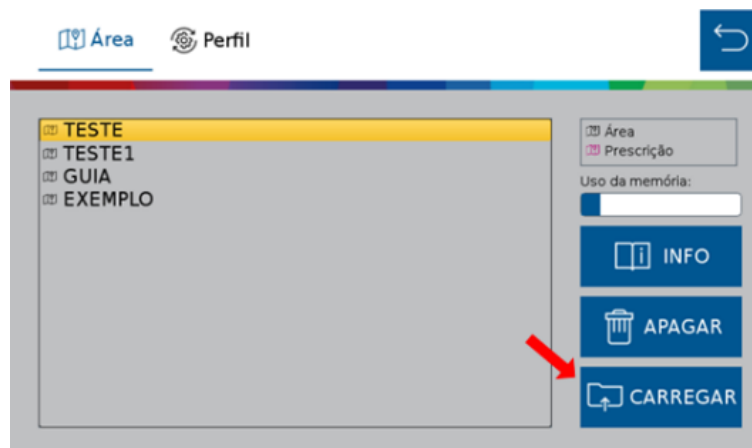 Área
Perfil
TESTE
TESTE1
GUIA
EXEMPLO
Área
Prescrição
Uso da memória:
INFO
APAGAR
CARREGAR